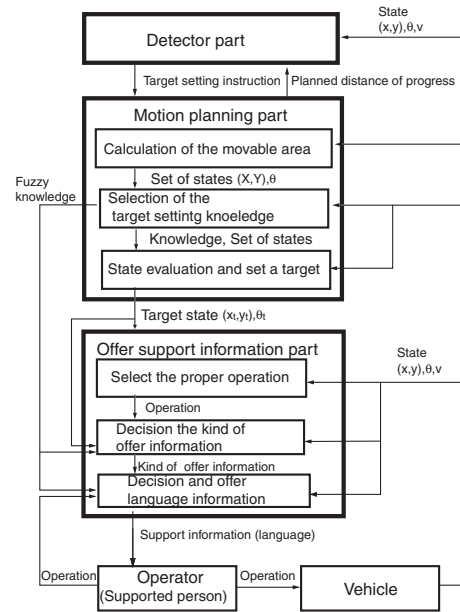 State
(x,y),θ,v
Detector part
Target setting instruction
Planned distance of progress
Motion planning part
Calculation of the movable area
Fuzzy
knowledge
Set of states (X,Y),θ
Selection of the
target settintg knoeledge
Knowledge, Set of states
State evaluation and set a target
Target state (xₜ,yₜ),θₜ
Offer support information part
State
(x,y),θ,v
Select the proper operation
Operation
Decision the kind of
offer information
Kind of offer information
Decision and offer
language information
Support information (language)
Operation
Operator
(Supported person)
Operation
Vehicle